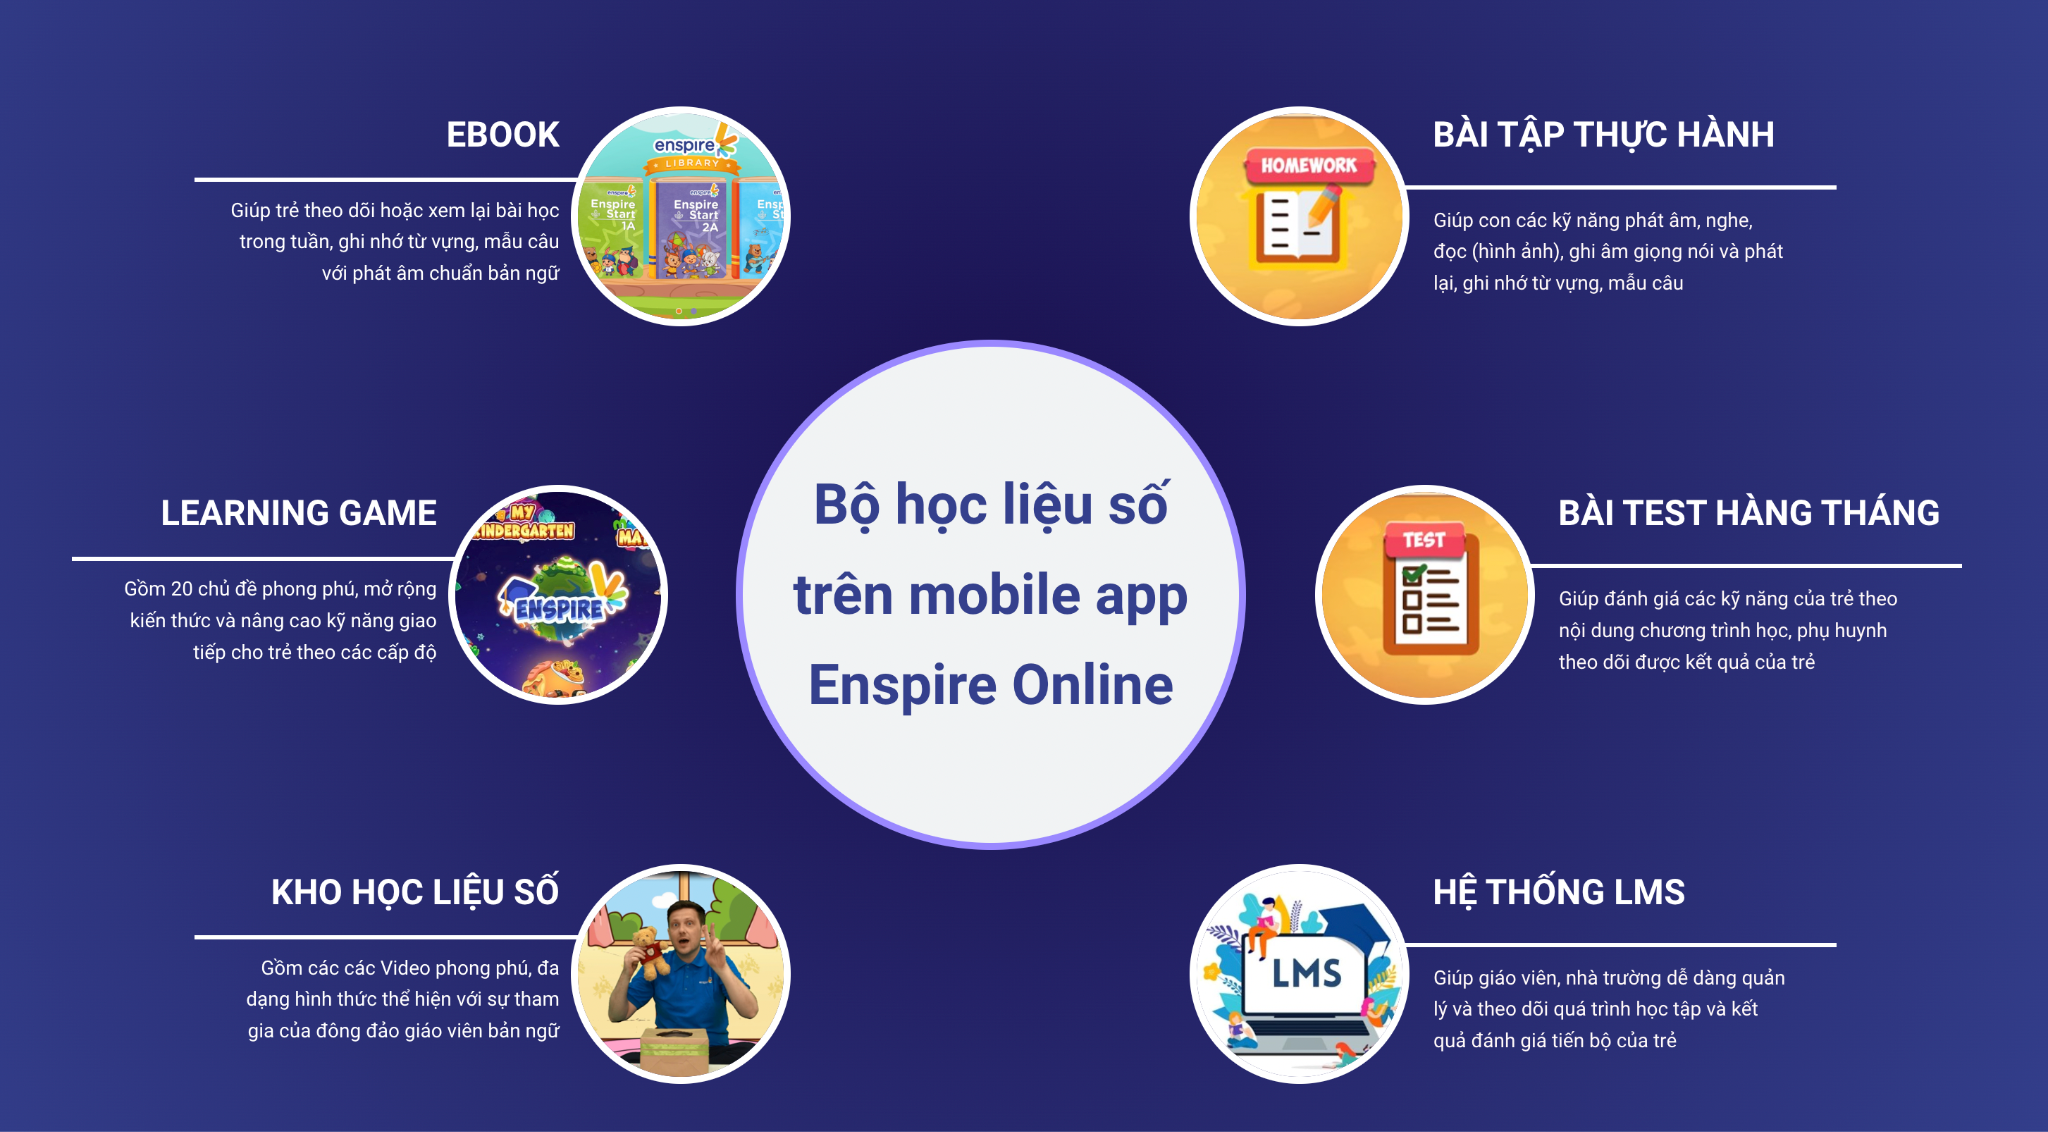 EBOOK
Giúp trẻ theo dõi hoặc xem lại bài học
trong tuần, ghi nhớ từ vựng, mẫu câu
với phát âm chuẩn bản ngữ
enspire
LIBRARY
enspire
Enspire
Start
1A
enspire
Enspire
Start
2A
BÀI TẬP THỰC HÀNH
Giúp con các kỹ năng phát âm, nghe,
đọc (hình ảnh), ghi âm giọng nói và phát
lại, ghi nhớ từ vựng, mẫu câu
HOMEWORK
Bộ học liệu số
trên mobile app
Enspire Online
LEARNING GAME
Gồm 20 chủ đề phong phú, mở rộng
kiến thức và nâng cao kỹ năng giao
tiếp cho trẻ theo các cấp độ
MY
KINDERGARTEN
ENSPIRE
BÀI TEST HÀNG THÁNG
Giúp đánh giá các kỹ năng của trẻ theo
nội dung chương trình học, phụ huynh
theo dõi được kết quả của trẻ
TEST
KHO HỌC LIỆU SỐ
Gồm các các Video phong phú, đa
dạng hình thức thể hiện với sự tham
gia của đông đảo giáo viên bản ngữ
HỆ THỐNG LMS
Giúp giáo viên, nhà trường dễ dàng quản
lý và theo dõi quá trình học tập và kết
quả đánh giá tiến bộ của trẻ
LMS